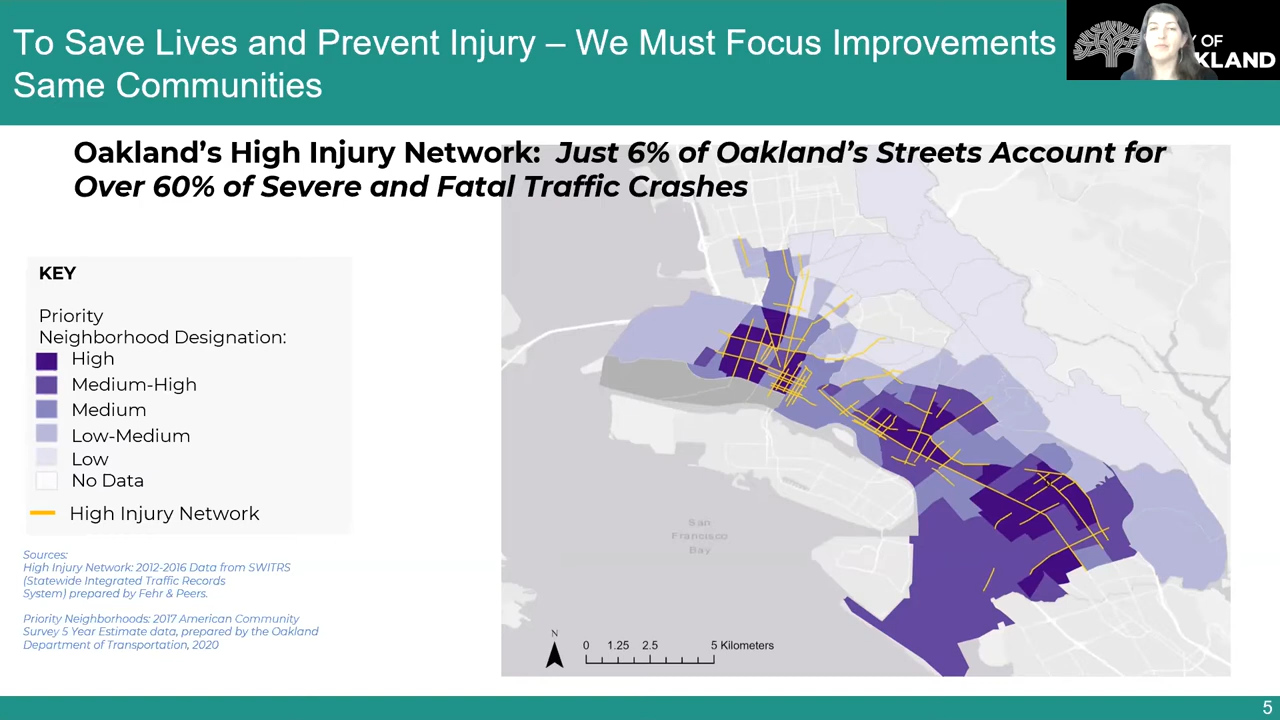 To Save Lives and Prevent Injury – We Must Focus Improvements
Same Communities
OF
KLAND
Oakland’s High Injury Network: Just 6% of Oakland’s Streets Account for
Over 60% of Severe and Fatal Traffic Crashes
KEY
Priority
Neighborhood Designation:
High
Medium-High
Medium
Low-Medium
Low
No Data
High Injury Network
Sources:
High Injury Network: 2012-2016 Data from SWITRS
(Statewide Integrated Traffic Records
System) prepared by Fehr & Peers.
Priority Neighborhoods: 2017 American Community
Survey 5 Year Estimate data, prepared by the Oakland
Department of Transportation, 2020
San
Francisco
Bay
N
0 1.25 2.5 5 Kilometers
5